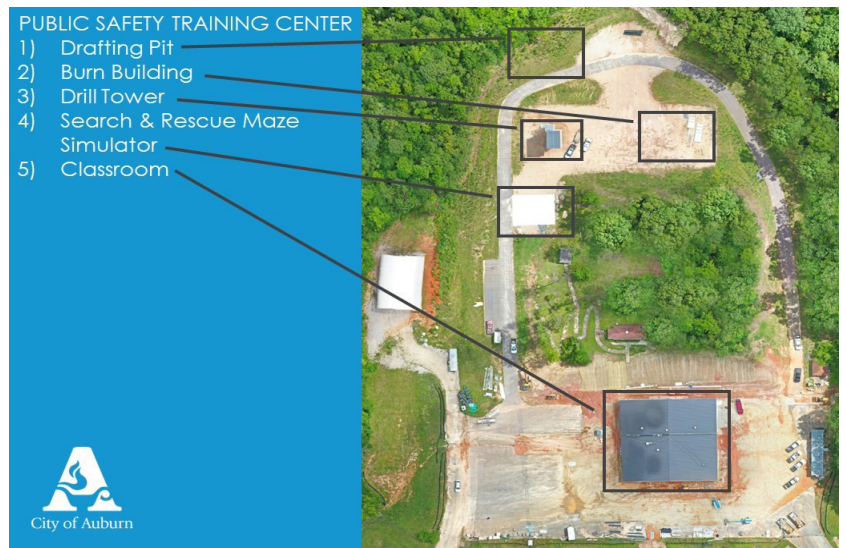 PUBLIC SAFETY TRAINING CENTER
1) Drafting Pit
2) Burn Building
3) Drill Tower
4) Search & Rescue Maze
Simulator
5) Classroom
City of Auburn